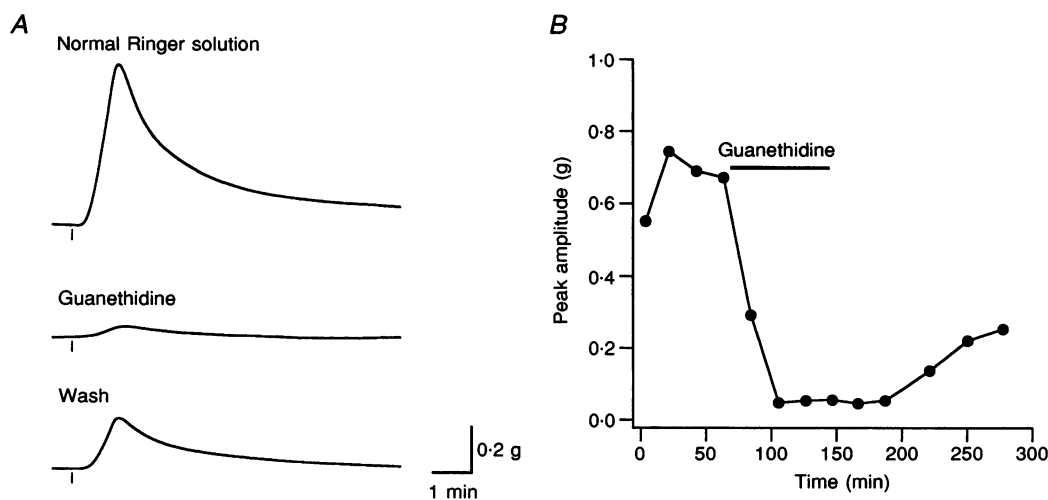 A
Normal Ringer solution
Guanethidine
Wash
0·2 g
1 min
B
1·0
0·8
0·6
0·4
0·2
0·0
Peak amplitude (g)
Guanethidine
0 50 100 150 200 250 300
Time (min)